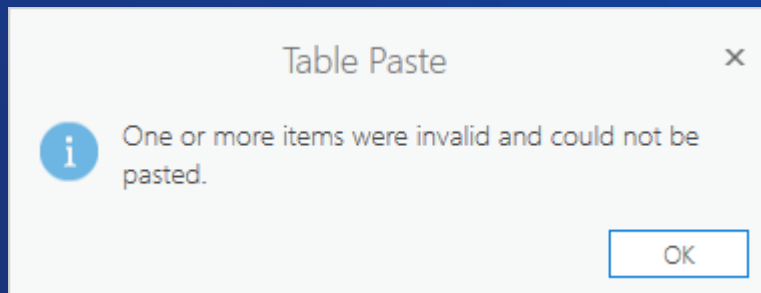 Table Paste
One or more items were invalid and could not be
pasted.
OK